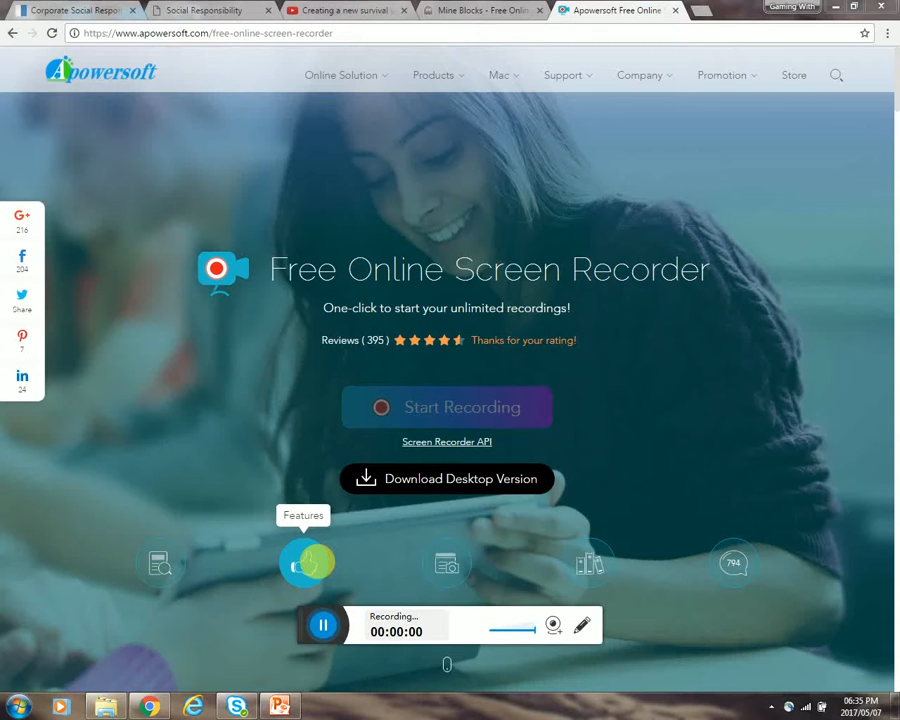 Corporate Social Respo
Social Responsibility
Creating a new survival
Mine Blocks - Free Onlin
Apowersoft Free Online
Gaming With
https://www.apowersoft.com/free-online-screen-recorder
Apowersoft
Online Solution
Products
Mac
Support
Company
Promotion
Store
216
204
Share
7
24
Free Online Screen Recorder
One-click to start your unlimited recordings!
Reviews ( 395 ) Thanks for your rating!
Start Recording
Screen Recorder API
Download Desktop Version
Features
794
Recording...
00:00:00
06:35 PM
2017/05/07